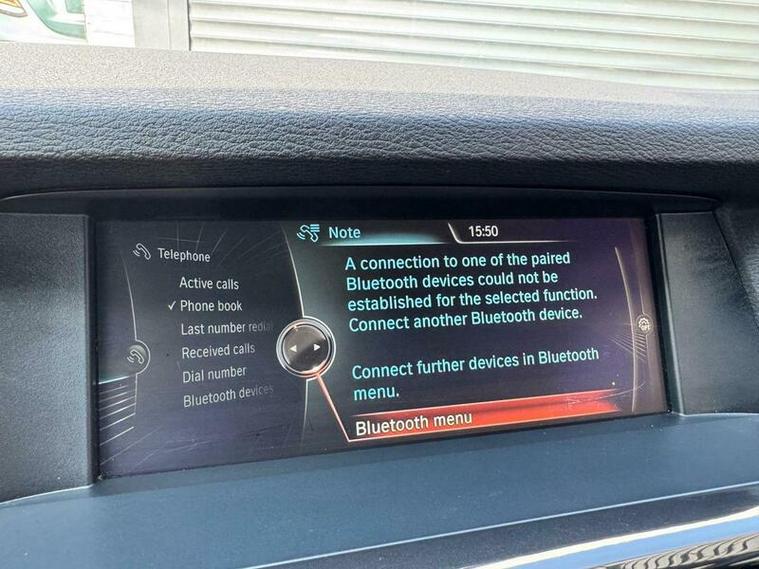 Note
15:50
Telephone
Active calls
Phone book
Last number redial
Received calls
Dial number
Bluetooth devices
A connection to one of the paired
Bluetooth devices could not be
established for the selected function.
Connect another Bluetooth device.
Connect further devices in Bluetooth
menu.
Bluetooth menu
OFF